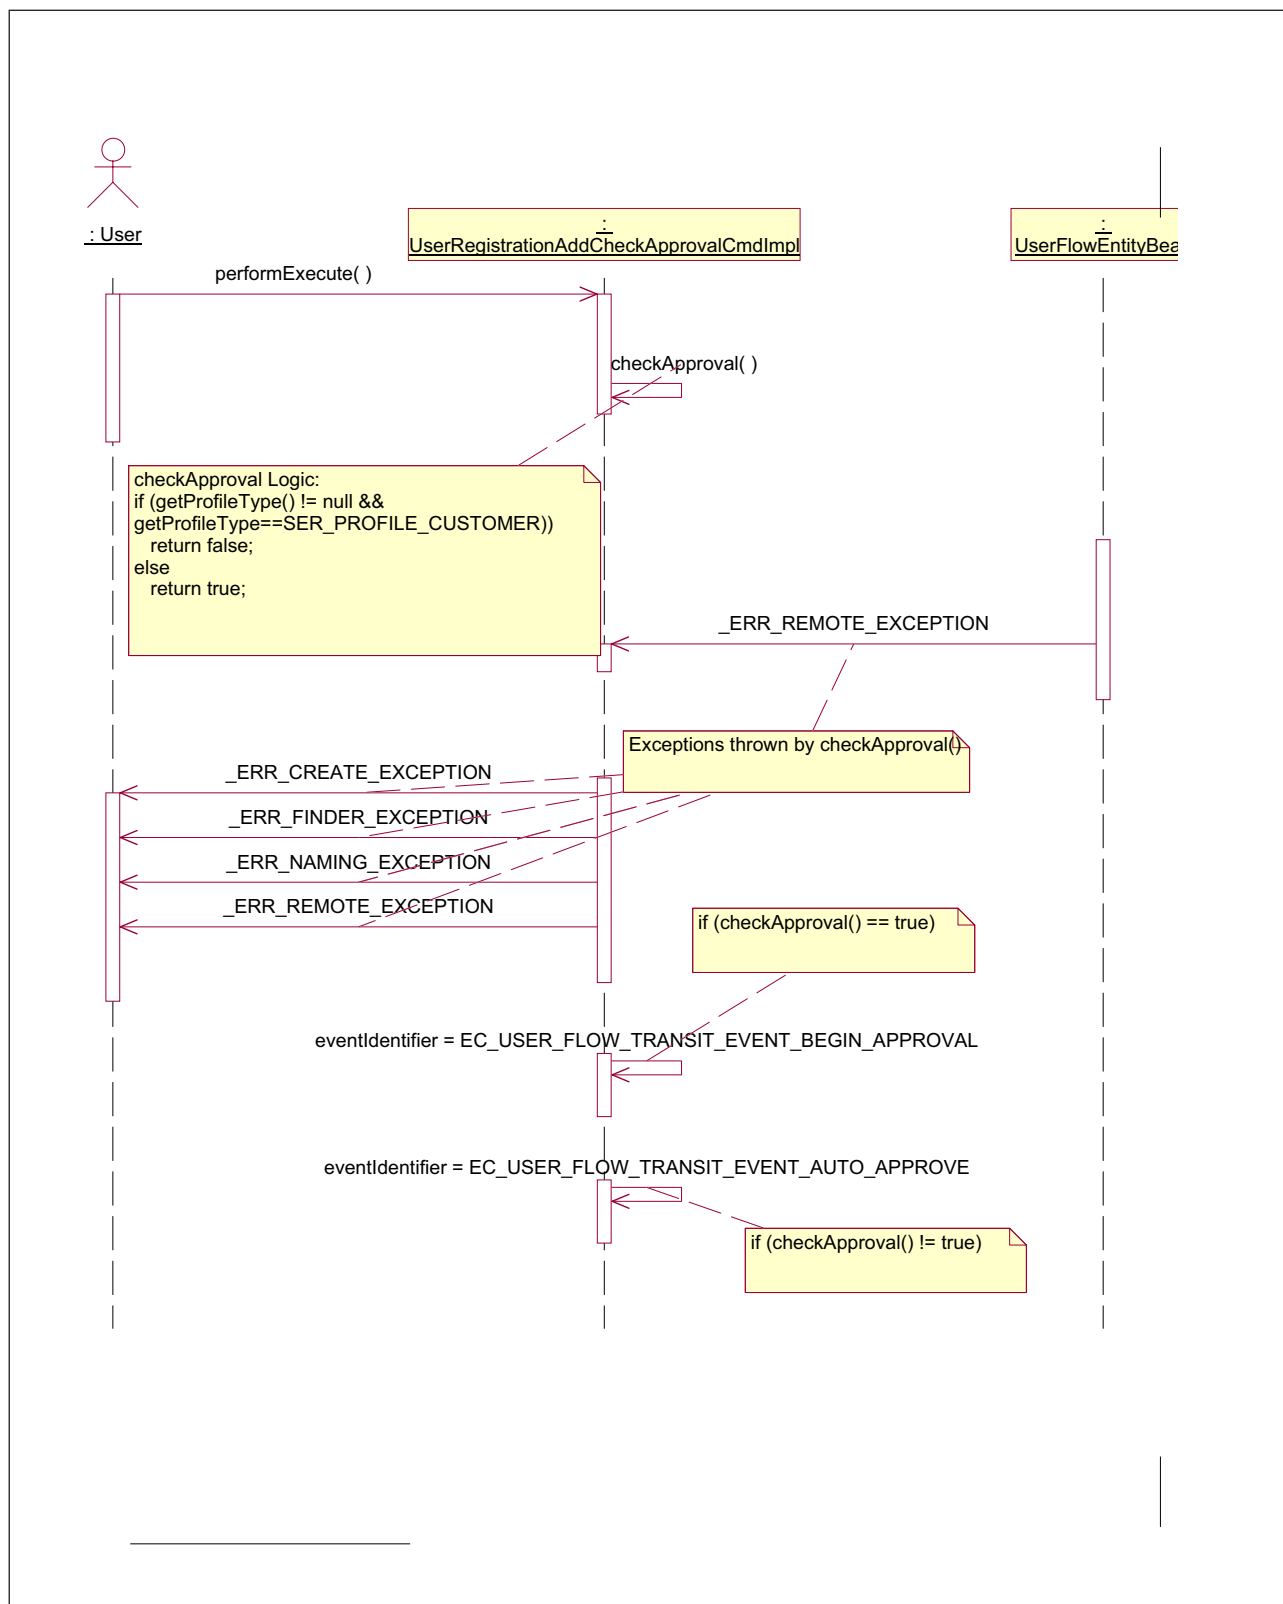 : User
:
UserRegistrationAddCheckApprovalCmdImpl
:
UserFlowEntityBea
performExecute( )
checkApproval( )
checkApproval Logic:
if (getProfileType() != null &&
getProfileType==SER_PROFILE_CUSTOMER))
return false;
else
return true;
_ERR_REMOTE_EXCEPTION
Exceptions thrown by checkApproval()
_ERR_CREATE_EXCEPTION
_ERR_FINDER_EXCEPTION
_ERR_NAMING_EXCEPTION
_ERR_REMOTE_EXCEPTION
if (checkApproval() == true)
eventIdentifier = EC_USER_FLOW_TRANSIT_EVENT_BEGIN_APPROVAL
eventIdentifier = EC_USER_FLOW_TRANSIT_EVENT_AUTO_APPROVE
if (checkApproval() != true)